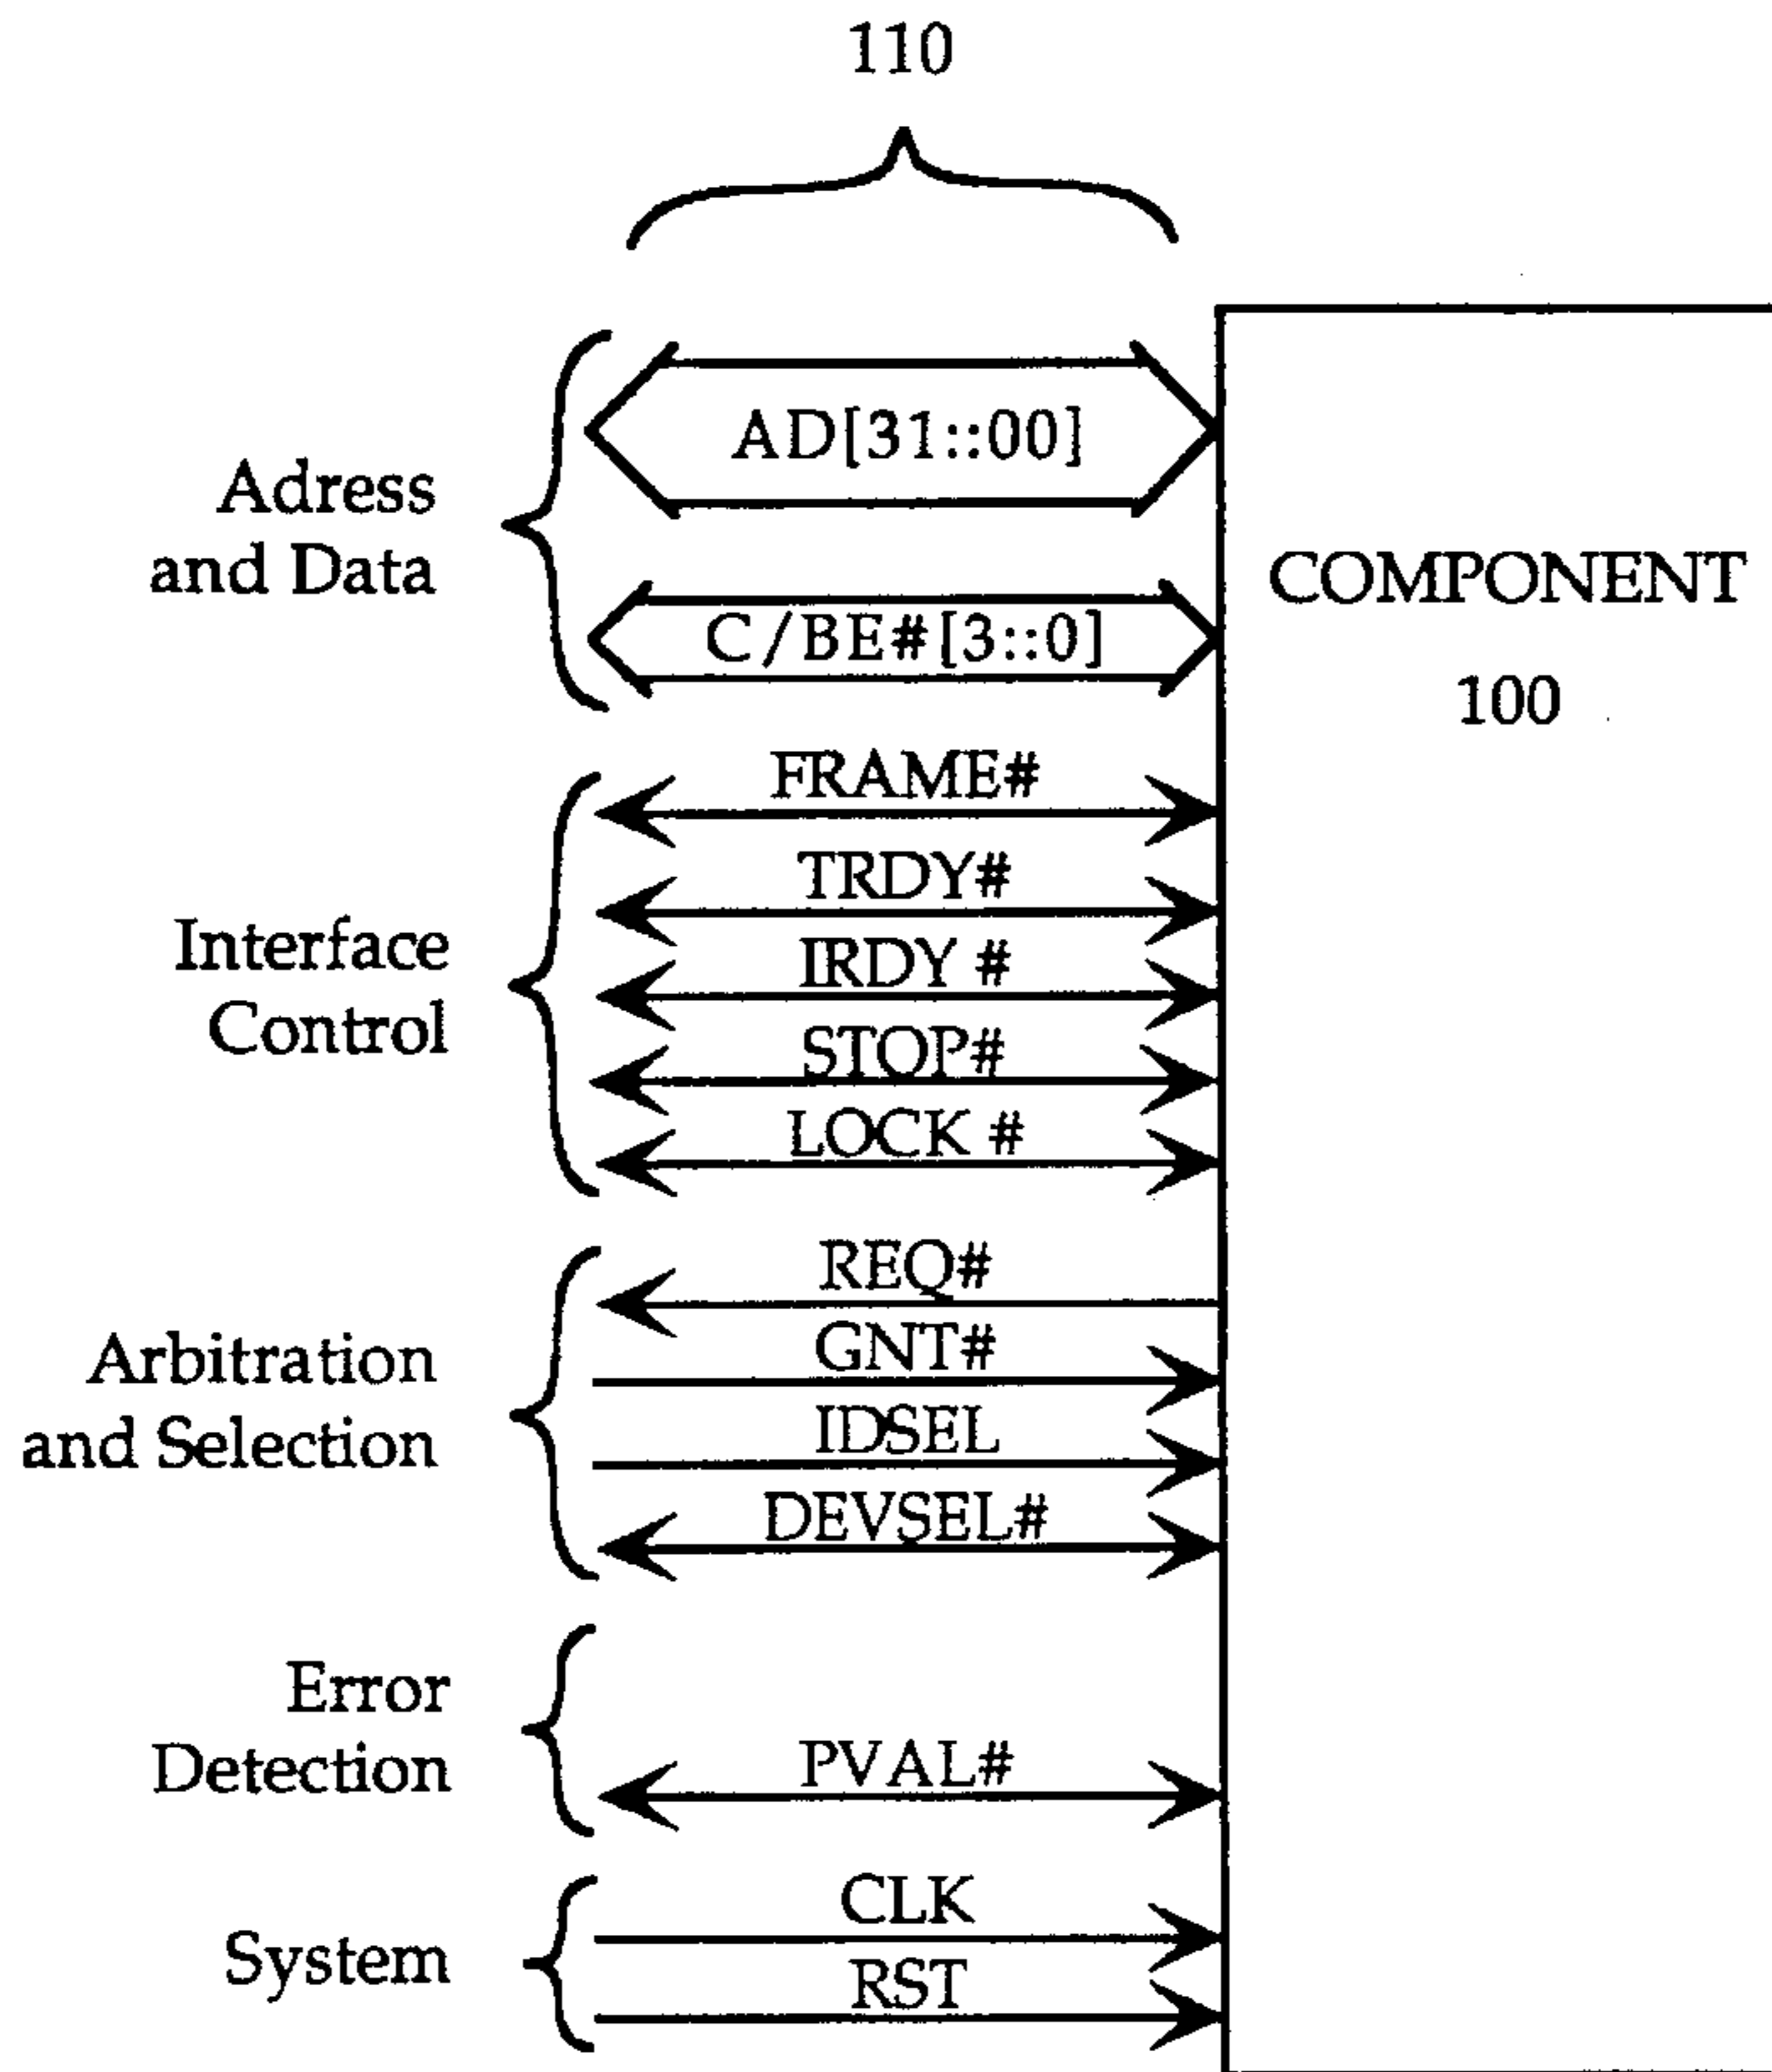 110
Adress
and Data
AD[31::00]
C/BE#[3::0]
COMPONENT
100
Interface
Control
FRAME#
TRDY#
IRDY #
STOP#
LOCK #
Arbitration
and Selection
REQ#
GNT#
IDSEL
DEVSEL#
Error
Detection
PVAL#
System
CLK
RST